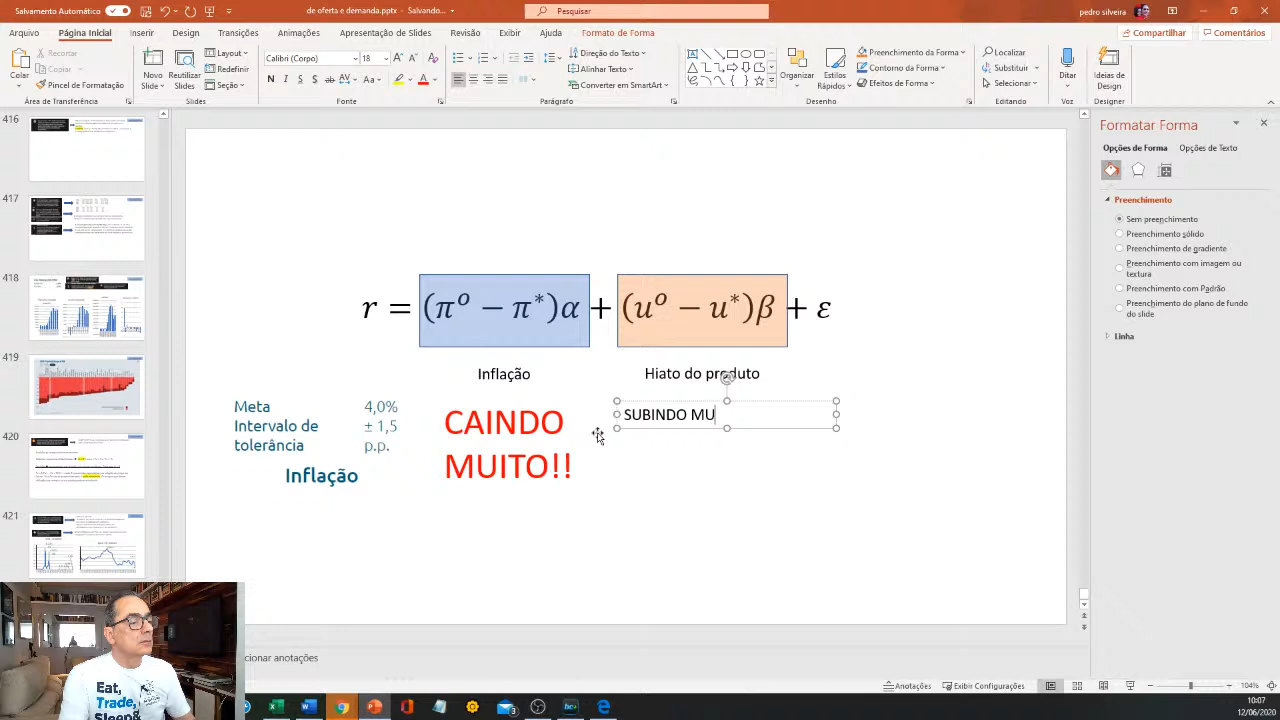 Salvamento Automático
de oferta e demanda.pptx - Salvando...
Pesquisar
pedro silveira
Arquivo Página Inicial Inserir Design Transições Animações Apresentação de Slides Revisão Exibir Ajuda Formato de Forma
Compartilhar Comentários
Colar
Recortar
Copiar
Pincel de Formatação
Área de Transferência
Novo Slide
Reutilizar Slides
Layout
Redefinir
Seção
Slides
Calibri (Corpo) 18
N I S S ab AV Aa
Fonte
Direção do Texto
Alinhar Texto
Converter em SmartArt
Parágrafo
Organizar
Estilos Rápidos
Preenchimento da Forma
Contorno da Forma
Efeitos de Forma
Desenho
Localizar
Substituir
Selecionar
Editando
Ditar
Voz
Ideias de Design
Designer
416
417
418
419
420
421
r = (π° − π*)α + (u° − u*)β + ε
Inflação
Hiato do produto
Meta 4,0%
Intervalo de ± 1,5
tolerância p.p.
Inflação
CAINDO
MUITO!!
SUBINDO MU
Formatar Forma
Opções de Forma Opções de Texto
Preenchimento
Sem preenchimento
Preenchimento sólido
Preenchimento de gradiente
Preenchimento com imagem ou
textura
Preenchimento com Padrão
Preenchimento do plano de fundo
do slide
Linha
Eat,
Trade,
Sleep&
cionar anotações
Anotações Exibir Configurações 104%
10:07
12/06/2020